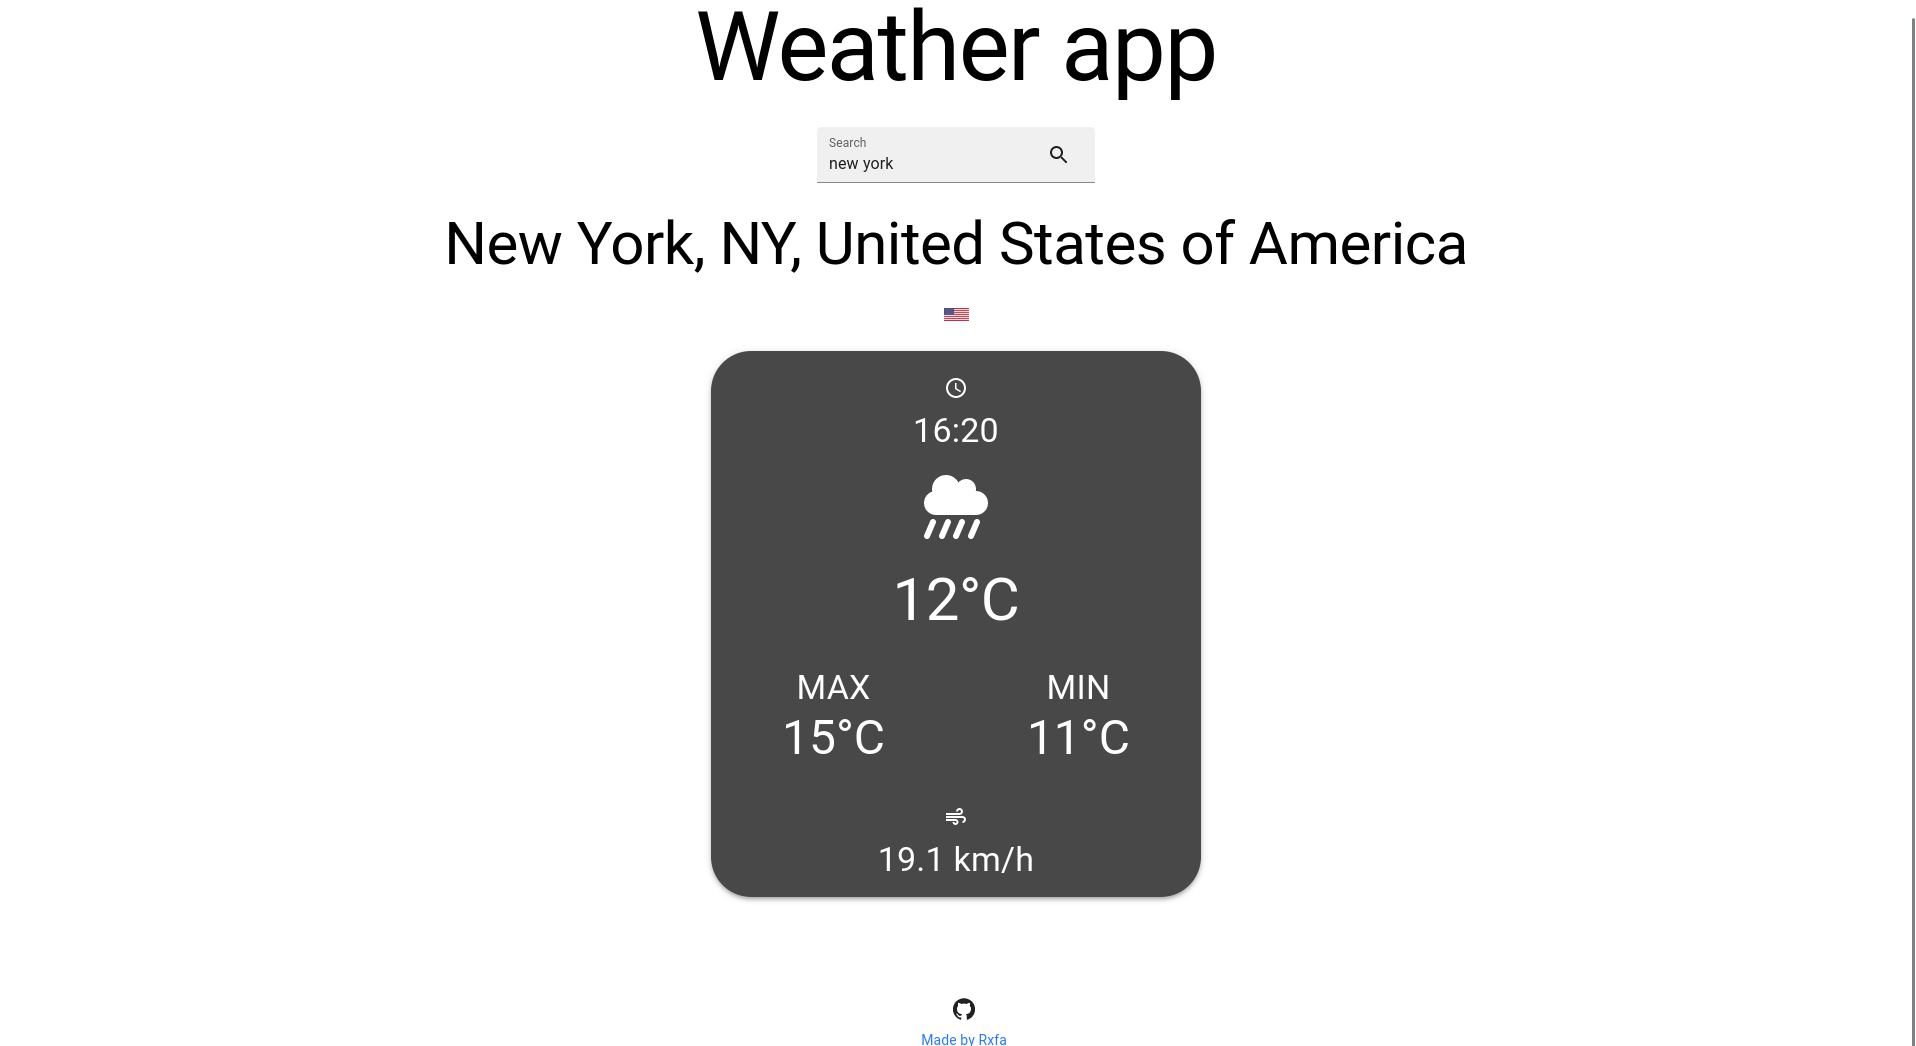 Weather app
Search
new york
New York, NY, United States of America
16:20
12°C
MAX MIN
15°C 11°C
19.1 km/h
Made by Rxfa